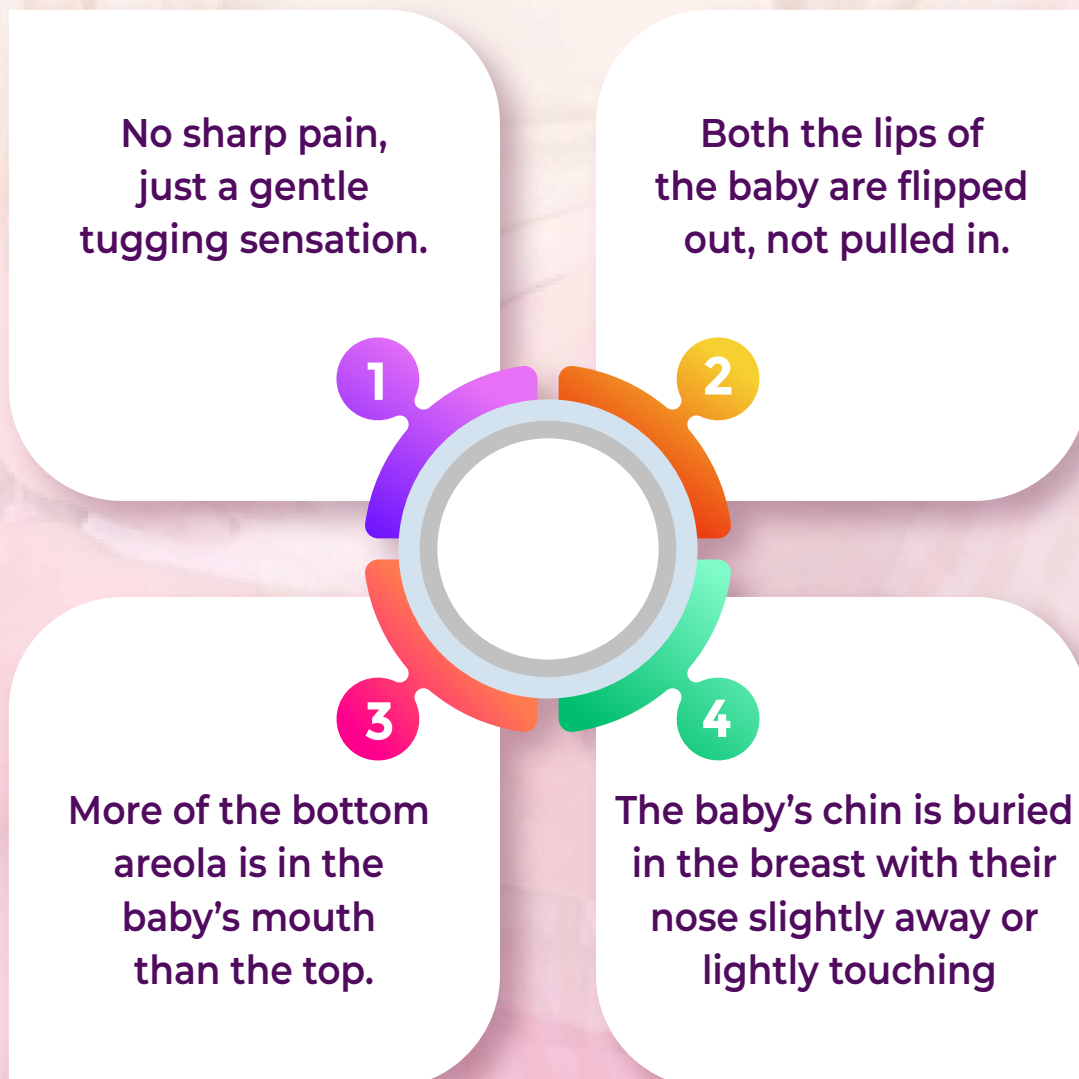 No sharp pain,
just a gentle
tugging sensation.
1
Both the lips of
the baby are flipped
out, not pulled in.
2
3
More of the bottom
areola is in the
baby’s mouth
than the top.
4
The baby’s chin is buried
in the breast with their
nose slightly away or
lightly touching